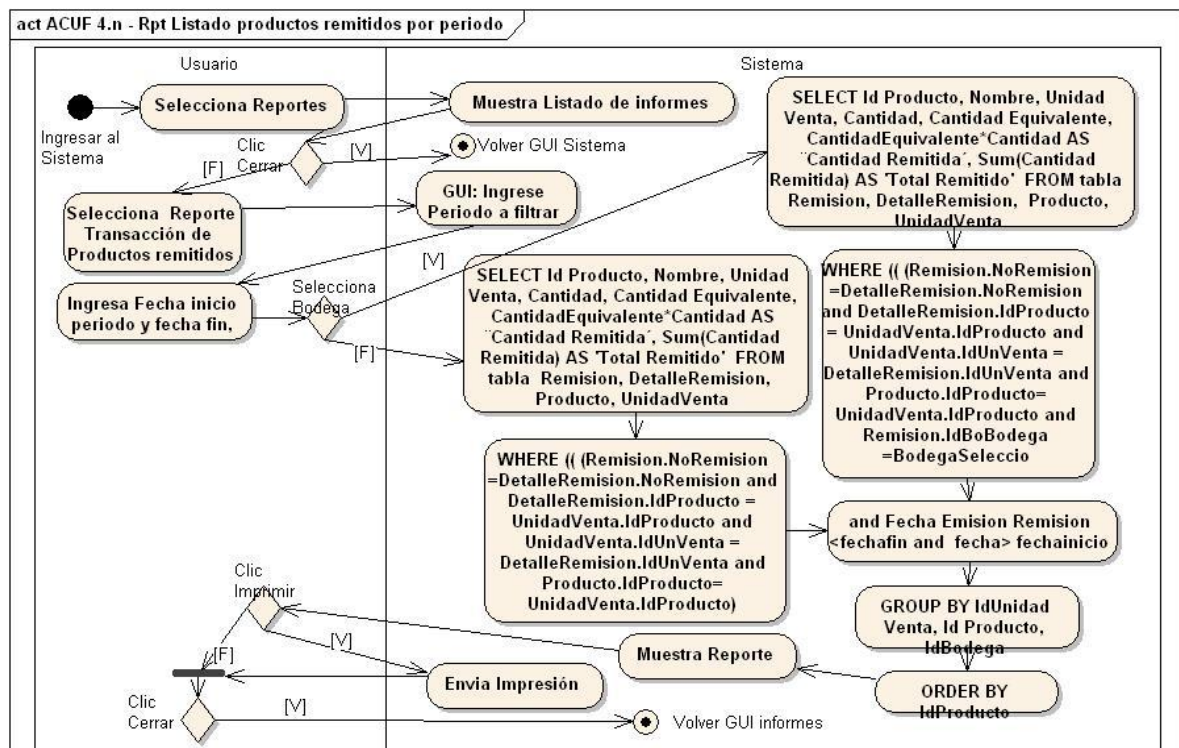 act ACUF 4.n - Rpt Listado productos remitidos por periodo
Usuario
Sistema
Ingresar al
Sistema
Selecciona Reportes
Muestra Listado de informes
Clic
Cerrar
[V]
Volver GUI Sistema
[F]
Selecciona Reporte
Transacción de
Productos remitidos
GUI: Ingrese
Periodo a filtrar
Ingresa Fecha inicio
periodo y fecha fin,
Selecciona
Bodega
[V]
[F]
SELECT Id Producto, Nombre, Unidad
Venta, Cantidad, Cantidad Equivalente,
CantidadEquivalente*Cantidad AS
¨Cantidad Remitida´, Sum(Cantidad
Remitida) AS 'Total Remitido' FROM tabla
Remision, DetalleRemision, Producto,
UnidadVenta
WHERE (( (Remision.NoRemision
=DetalleRemision.NoRemision
and DetalleRemision.IdProducto
= UnidadVenta.IdProducto and
UnidadVenta.IdUnVenta =
DetalleRemision.IdUnVenta and
Producto.IdProducto=
UnidadVenta.IdProducto and
Remision.IdBoBodega
=BodegaSeleccio
SELECT Id Producto, Nombre, Unidad
Venta, Cantidad, Cantidad Equivalente,
CantidadEquivalente*Cantidad AS
¨Cantidad Remitida´, Sum(Cantidad
Remitida) AS 'Total Remitido' FROM
tabla Remision, DetalleRemision,
Producto, UnidadVenta
WHERE (( (Remision.NoRemision
=DetalleRemision.NoRemision and
DetalleRemision.IdProducto =
UnidadVenta.IdProducto and
UnidadVenta.IdUnVenta =
DetalleRemision.IdUnVenta and
Producto.IdProducto=
UnidadVenta.IdProducto)
and Fecha Emision Remision
<fechafin and fecha> fechainicio
GROUP BY IdUnidad
Venta, Id Producto,
IdBodega
ORDER BY
IdProducto
Muestra Reporte
Clic
Imprimir
[F]
[V]
Envia Impresión
Clic
Cerrar
[V]
Volver GUI informes